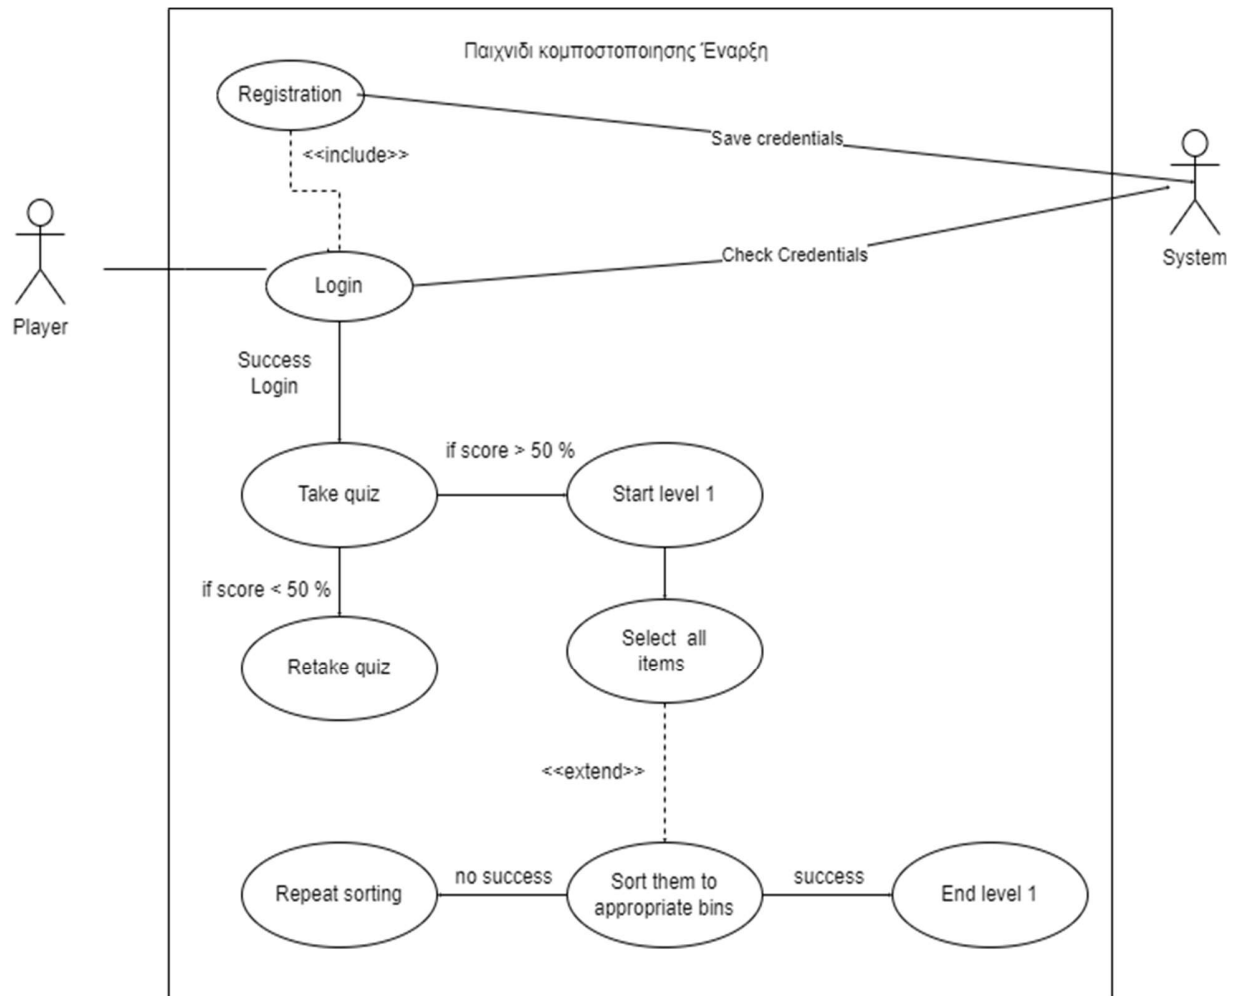 Παιχνιδι κομποστοποιησης Έναρξη
Registration
<<include>>
Save credentials
Check Credentials
System
Player
Login
Success
Login
if score > 50 %
Take quiz
Start level 1
if score < 50 %
Select all
items
Retake quiz
<<extend>>
no success
success
Repeat sorting
Sort them to
appropriate bins
End level 1